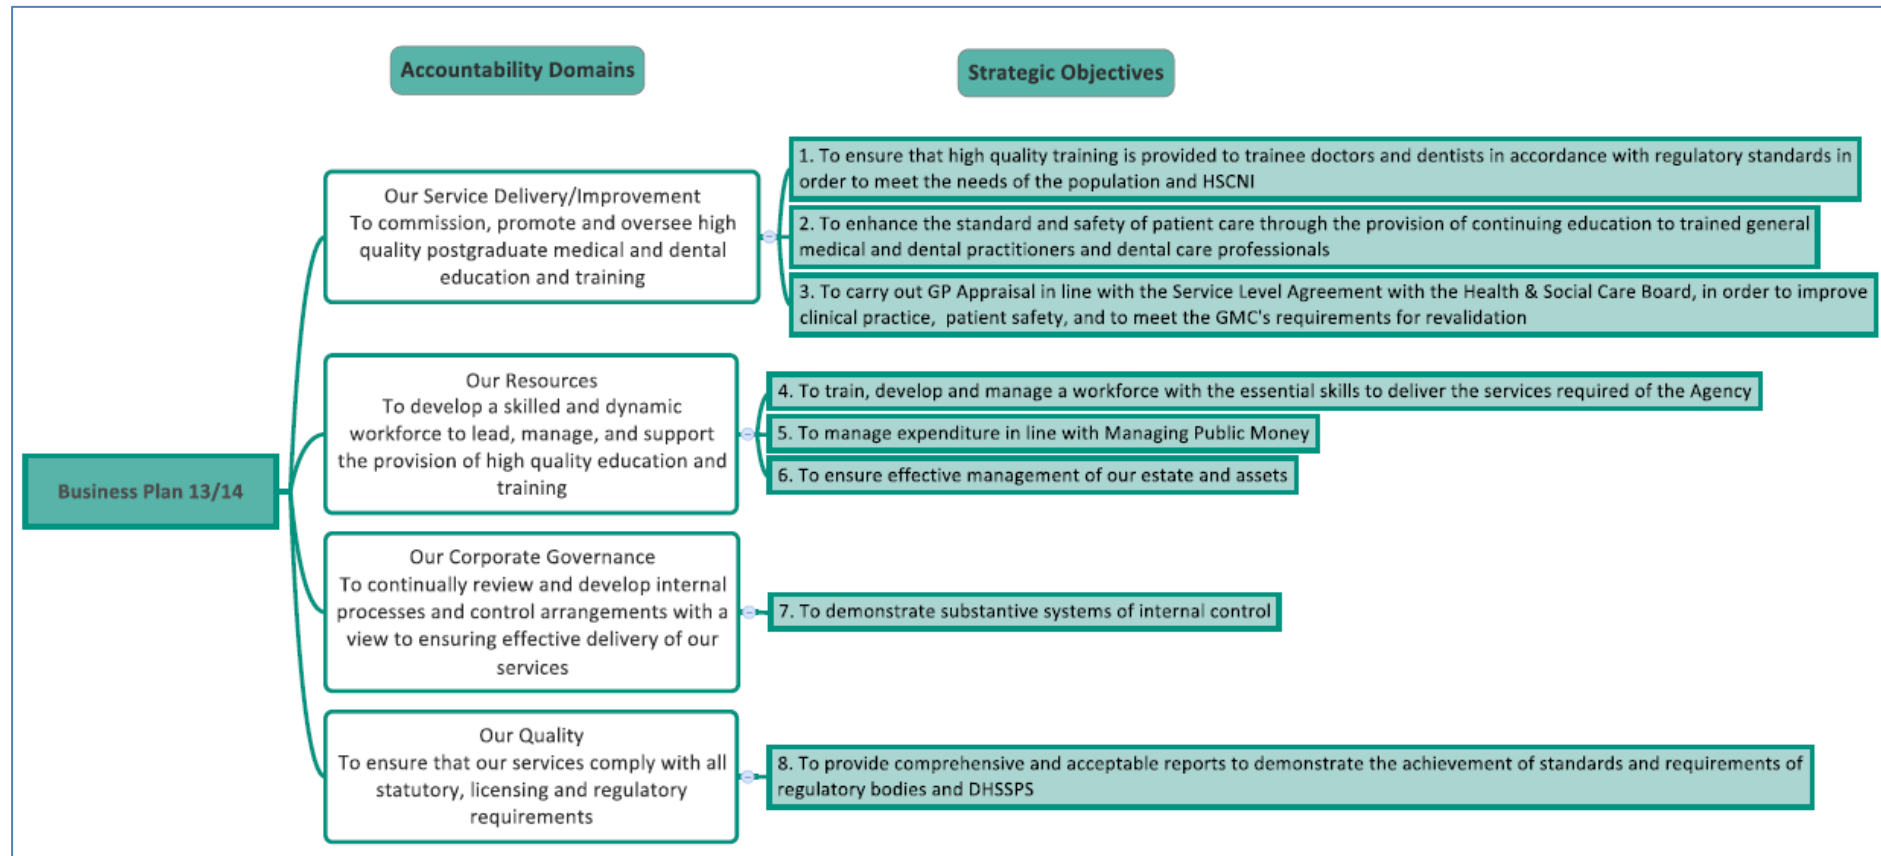 Accountability Domains
Strategic Objectives
Business Plan 13/14
Our Service Delivery/Improvement
To commission, promote and oversee high
quality postgraduate medical and dental
education and training
1. To ensure that high quality training is provided to trainee doctors and dentists in accordance with regulatory standards in
order to meet the needs of the population and HSCNI
2. To enhance the standard and safety of patient care through the provision of continuing education to trained general
medical and dental practitioners and dental care professionals
3. To carry out GP Appraisal in line with the Service Level Agreement with the Health & Social Care Board, in order to improve
clinical practice,  patient safety, and to meet the GMC's requirements for revalidation
Our Resources
To develop a skilled and dynamic
workforce to lead, manage, and support
the provision of high quality education and
training
4. To train, develop and manage a workforce with the essential skills to deliver the services required of the Agency
5. To manage expenditure in line with Managing Public Money
6. To ensure effective management of our estate and assets
Our Corporate Governance
To continually review and develop internal
processes and control arrangements with a
view to ensuring effective delivery of our
services
7. To demonstrate substantive systems of internal control
Our Quality
To ensure that our services comply with all
statutory, licensing and regulatory
requirements
8. To provide comprehensive and acceptable reports to demonstrate the achievement of standards and requirements of
regulatory bodies and DHSSPS